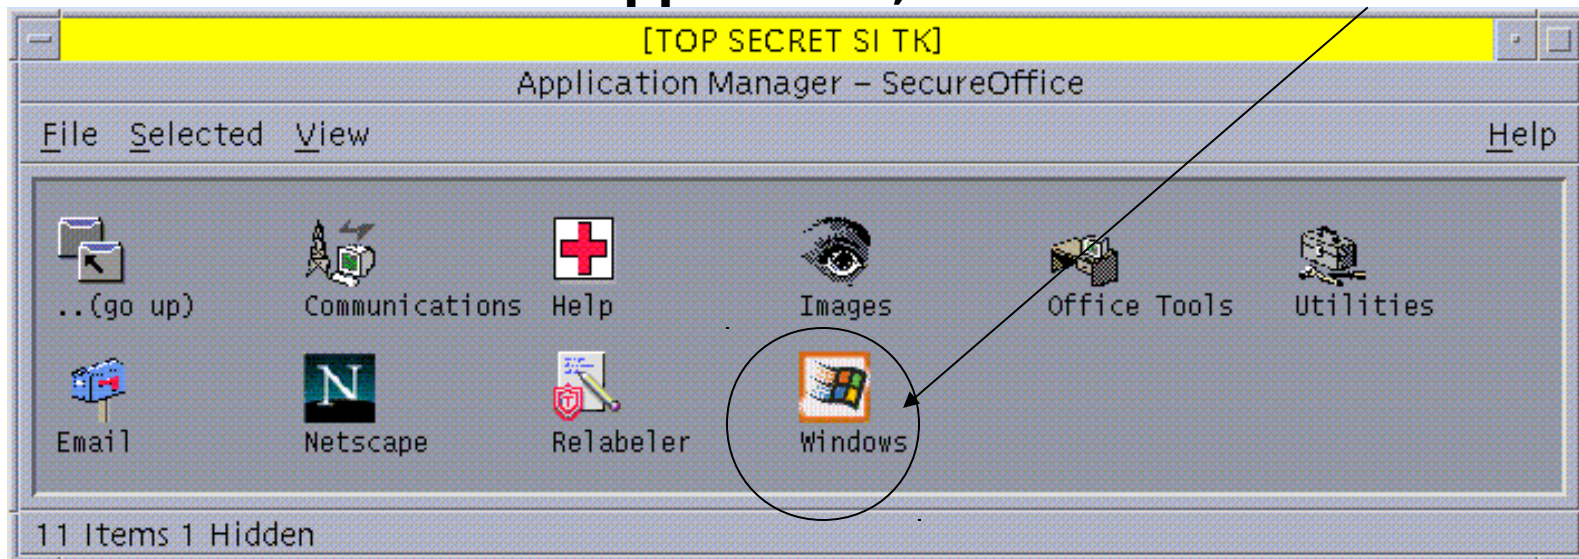 [TOP SECRET SI TK]
Application Manager – SecureOffice
File Selected View Help
..(go up) Communications Help Images Office Tools Utilities
Email Netscape Relabeler Windows
11 Items 1 Hidden